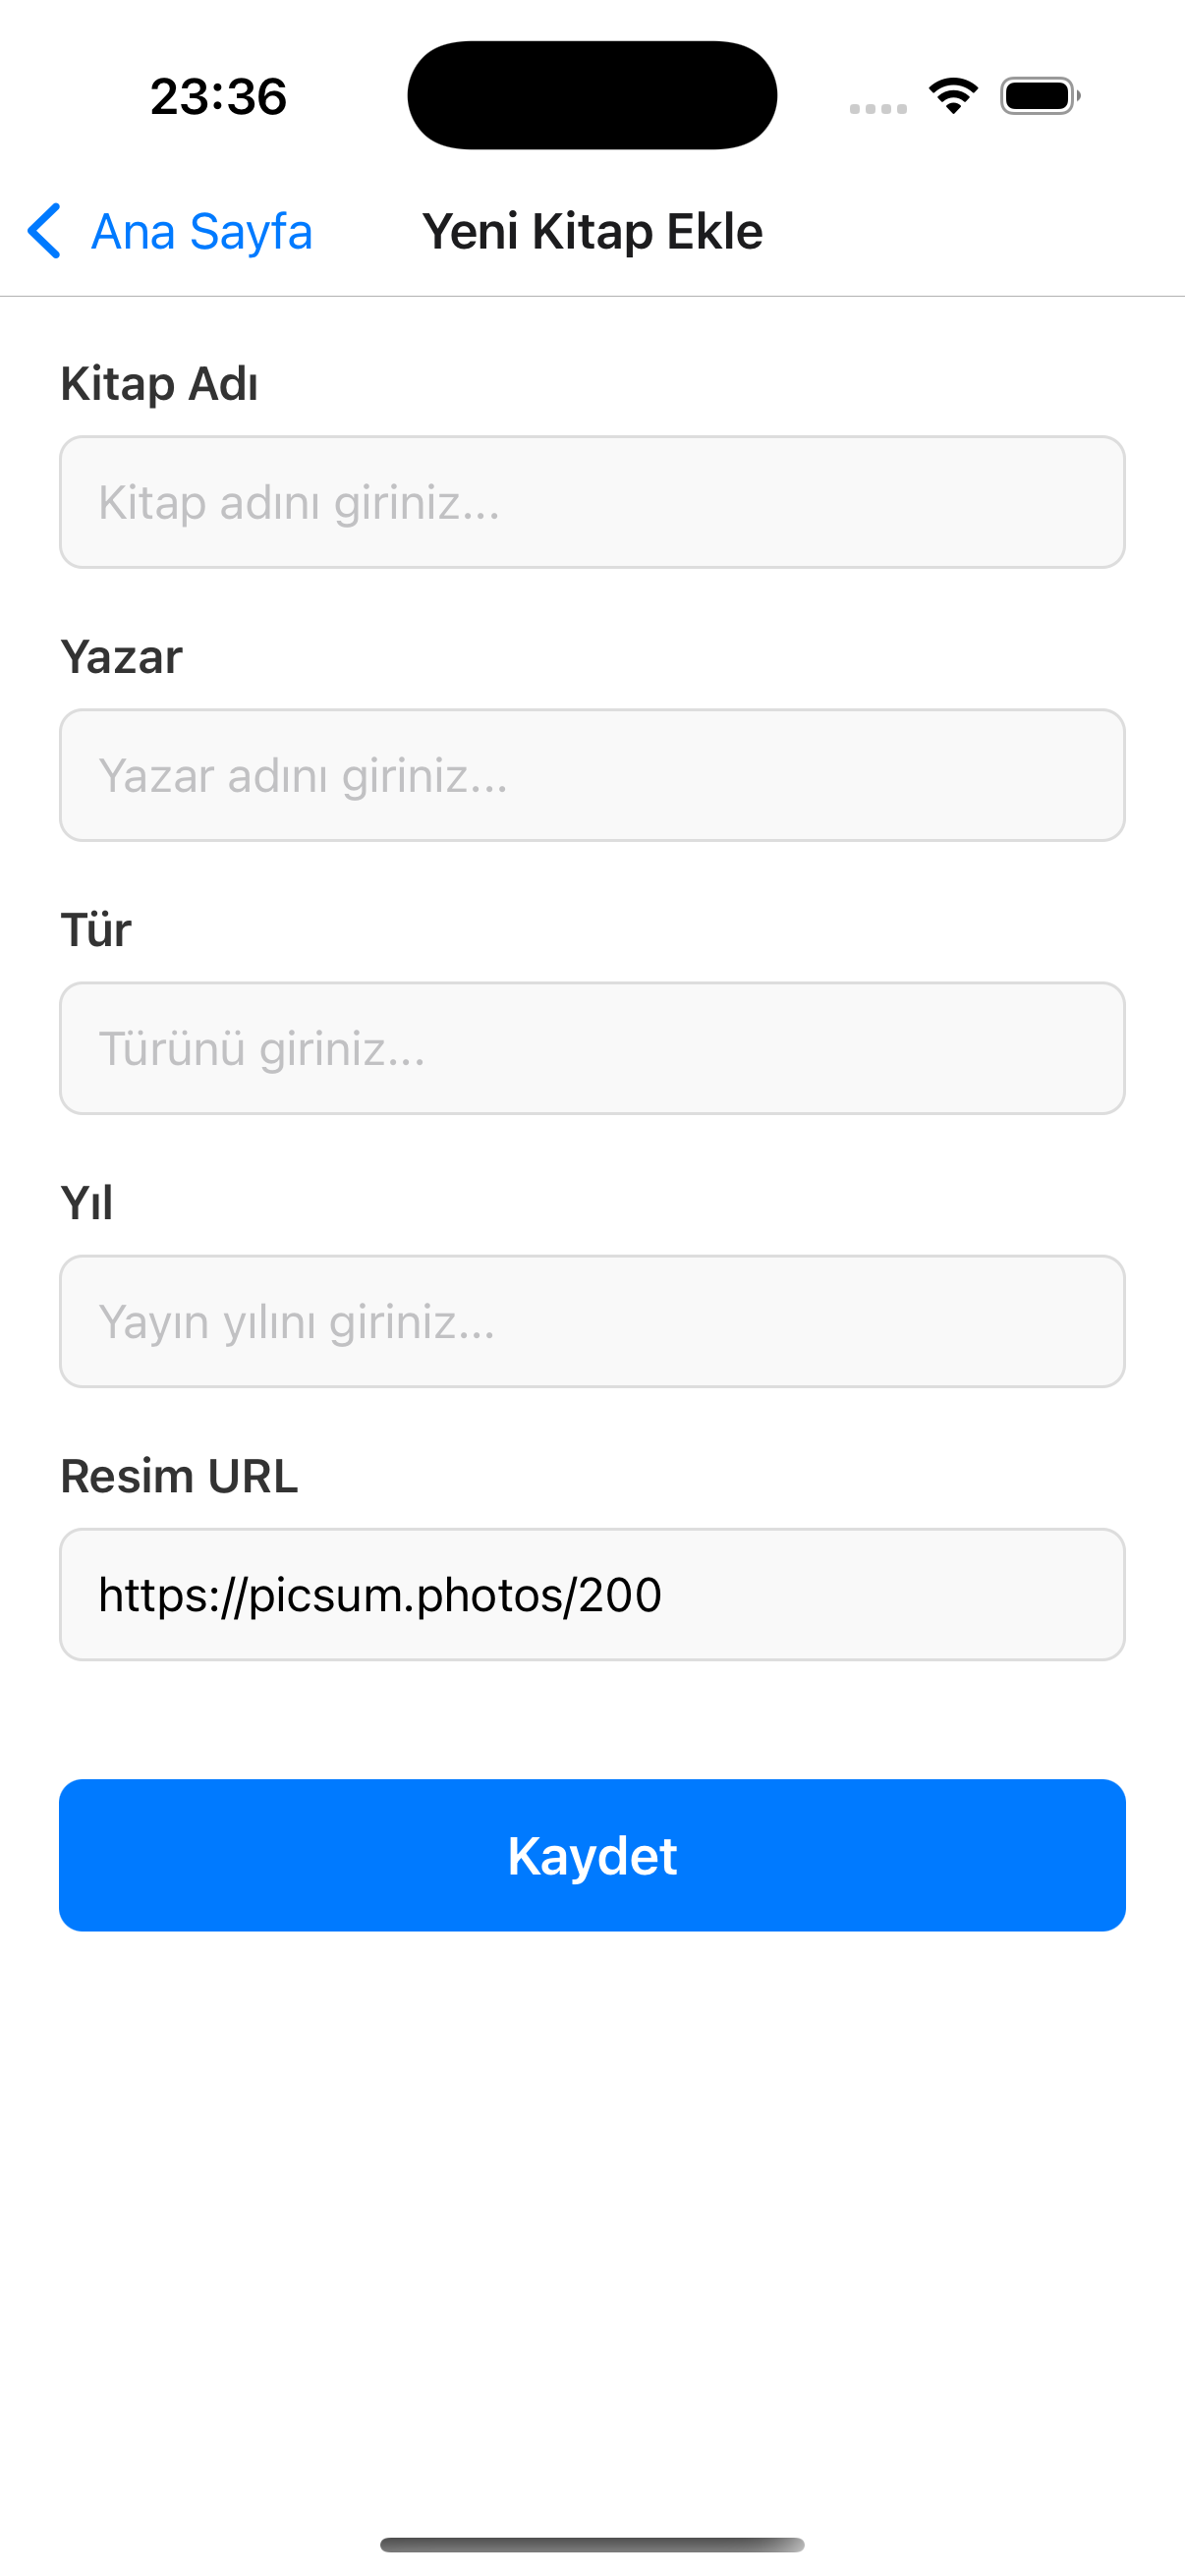 23:36
Ana Sayfa
Yeni Kitap Ekle
Kitap Adı
Kitap adını giriniz...
Yazar
Yazar adını giriniz...
Tür
Türünü giriniz...
Yıl
Yayın yılını giriniz...
Resim URL
https://picsum.photos/200
Kaydet